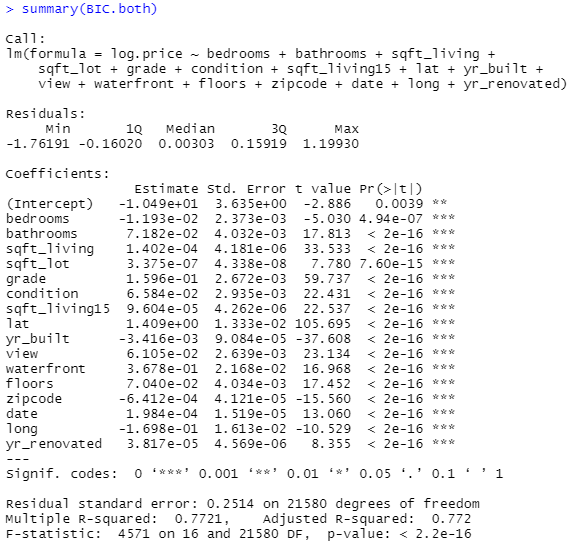 > summary(BIC.both)
Call:
lm(formula = log.price ~ bedrooms + bathrooms + sqft_living +
    sqft_lot + grade + condition + sqft_living15 + lat + yr_built +
    view + waterfront + floors + zipcode + date + long + yr_renovated)
Residuals:
     Min       1Q   Median       3Q      Max
-1.76191 -0.16020  0.00303  0.15919  1.19930
Coefficients:
                Estimate Std. Error t value Pr(>|t|)
(Intercept)   -1.049e+01  3.635e+00  -2.886   0.0039 **
bedrooms      -1.193e-02  2.373e-03  -5.030 4.94e-07 ***
bathrooms      7.182e-02  4.032e-03  17.813  < 2e-16 ***
sqft_living    1.402e-04  4.181e-06  33.533  < 2e-16 ***
sqft_lot       3.375e-07  4.338e-08   7.780 7.60e-15 ***
grade          1.596e-01  2.672e-03  59.737  < 2e-16 ***
condition      6.584e-02  2.935e-03  22.431  < 2e-16 ***
sqft_living15  9.604e-05  4.262e-06  22.537  < 2e-16 ***
lat            1.409e+00  1.333e-02 105.695  < 2e-16 ***
yr_built      -3.416e-03  9.084e-05 -37.608  < 2e-16 ***
view           6.105e-02  2.639e-03  23.134  < 2e-16 ***
waterfront     3.678e-01  2.168e-02  16.968  < 2e-16 ***
floors         7.040e-02  4.034e-03  17.452  < 2e-16 ***
zipcode       -6.412e-04  4.121e-05 -15.560  < 2e-16 ***
date           1.984e-04  1.519e-05  13.060  < 2e-16 ***
long          -1.698e-01  1.613e-02 -10.529  < 2e-16 ***
yr_renovated   3.817e-05  4.569e-06   8.355  < 2e-16 ***
---
Signif. codes:  0 ‘***’ 0.001 ‘**’ 0.01 ‘*’ 0.05 ‘.’ 0.1 ‘ ’ 1
Residual standard error: 0.2514 on 21580 degrees of freedom
Multiple R-squared:  0.7721,    Adjusted R-squared:  0.772
F-statistic:  4571 on 16 and 21580 DF,  p-value: < 2.2e-16